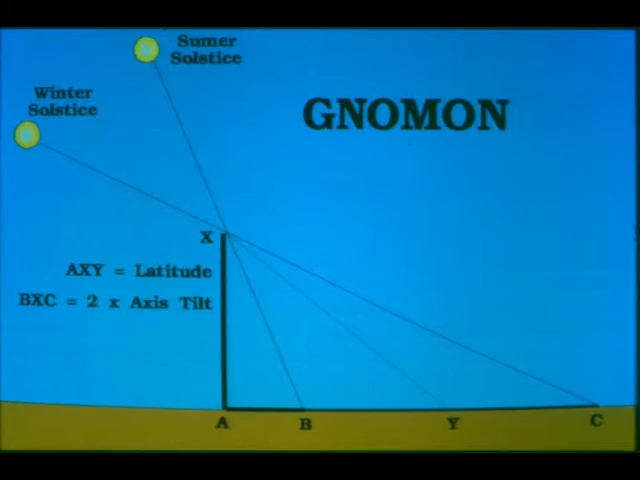 Sumer
Solstice
Winter
Solstice
GNOMON
X
AXY = Latitude
BXC = 2 x Axis Tilt
A
B
Y
C